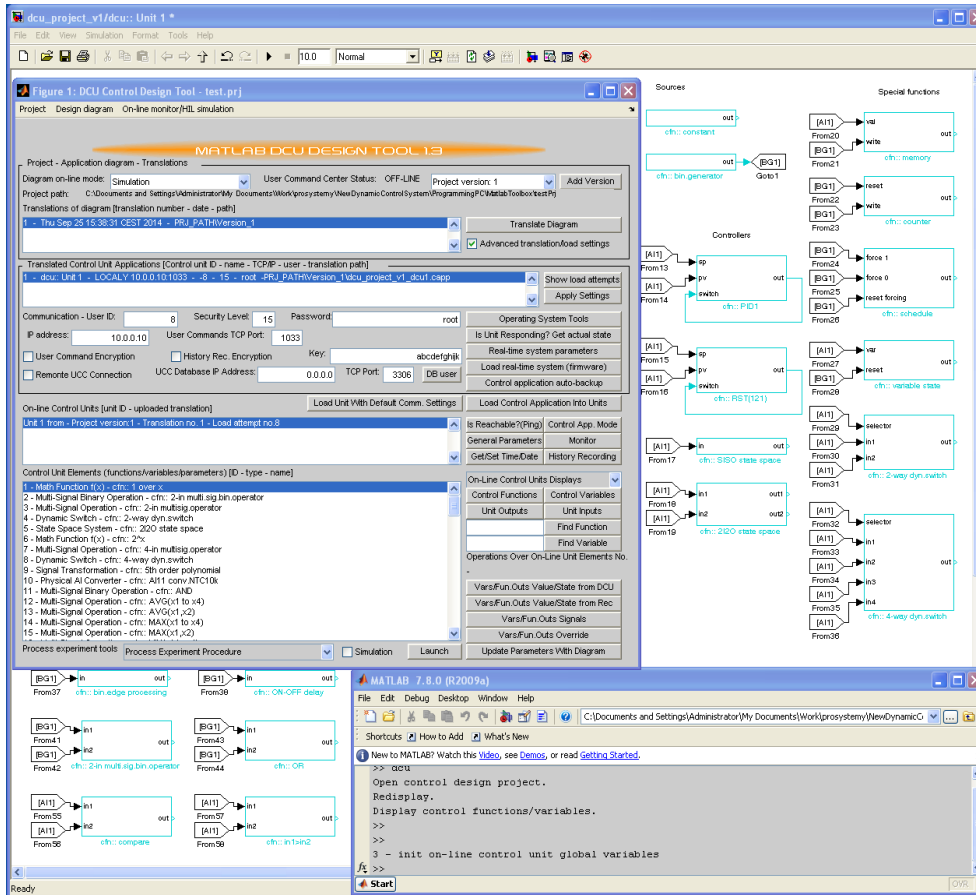 dcu_project_v1/dcu:: Unit 1 *
File Edit View Simulation Format Tools Help
10.0 Normal
Figure 1: DCU Control Design Tool - test.prj
Project Design diagram On-line monitor/HIL simulation
MATLAB DCU DESIGN TOOL 1.3
Project - Application diagram - Translations
Diagram on-line mode: Simulation User Command Center Status: OFF-LINE Project version: 1 Add Version
Project path: C:\Documents and Settings\Administrator\My Documents\Work\prosystemy\NewDynamicControlSystem\ProgrammingPC\MatlabToolbox\testPrj
Translations of diagram [translation number - date - path]
1 - Thu Sep 25 15:38:31 CEST 2014 - PRJ_PATH\Version_1
Translate Diagram
Advanced translation/load settings
Translated Control Unit Applications [Control unit ID - name - TCP/IP - user - translation path]
1 - dcu:: Unit 1 - LOCALY 10.0.0.10:1033 - -8 - 15 - root -PRJ_PATH\Version_1\dcu_project_v1_dcu1.capp
Show load attempts
Apply Settings
Communication - User ID: 8 Security Level: 15 Password: root
IP address: 10.0.0.10 User Commands TCP Port: 1033
User Command Encryption History Rec. Encryption Key: abcdefghijk
Remonte UCC Connection UCC Database IP Address: 0.0.0.0 TCP Port: 3306 DB user
Operating System Tools
Is Unit Responding? Get actual state
Real-time system parameters
Load real-time system (firmware)
Control application auto-backup
Load Unit With Default Comm. Settings Load Control Application Into Units
On-line Control Units [unit ID - uploaded translation]
Unit 1 from - Project version:1 - Translation no. 1 - Load attempt no.8
Is Reachable?(Ping) Control App. Mode
General Parameters Monitor
Get/Set Time/Date History Recording
Control Unit Elements (functions/variables/parameters) [ID - type - name]
1 - Math Function f(x) - cfn:: 1 over x
2 - Multi-Signal Binary Operation - cfn:: 2-in multi.sig.bin.operator
3 - Multi-Signal Operation - cfn:: 2-in multisig.operator
4 - Dynamic Switch - cfn:: 2-way dyn.switch
5 - State Space System - cfn:: 2I2O state space
6 - Math Function f(x) - cfn:: 2^x
7 - Multi-Signal Operation - cfn:: 4-in multisig.operator
8 - Dynamic Switch - cfn:: 4-way dyn.switch
9 - Signal Transformation - cfn:: 5th order polynomial
10 - Physical AI Converter - cfn:: AI11 conv.NTC10k
11 - Multi-Signal Binary Operation - cfn:: AND
12 - Multi-Signal Operation - cfn:: AVG(x1 to x4)
13 - Multi-Signal Operation - cfn:: AVG(x1,x2)
14 - Multi-Signal Operation - cfn:: MAX(x1 to x4)
15 - Multi-Signal Operation - cfn:: MAX(x1,x2)
On-Line Control Units Displays
Control Functions Control Variables
Unit Outputs Unit Inputs
Find Function
Find Variable
Operations Over On-Line Unit Elements No.
-
Vars/Fun.Outs Value/State from DCU
Vars/Fun.Outs Value/State from Rec
Vars/Fun.Outs Signals
Vars/Fun.Outs Override
Update Parameters With Diagram
Process experiment tools Process Experiment Procedure Simulation Launch
Sources
out
cfn:: constant
out [BG1]
cfn:: bin.generator Goto1
Controllers
[AI1] sp
From13
[AI1] pv out
From14
switch
cfn:: PID1
[AI1] sp
From15
[AI1] pv out
From16
switch
cfn:: RST(121)
[AI1] in out
From17 cfn:: SISO state space
[AI1] in1 out1
From18
[AI1] in2 out2
From19 cfn:: 2I2O state space
Special functions
[AI1] val
From20 out
[BG1] write
From21 cfn:: memory
[BG1] reset
From22 out
[BG1] write
From23 cfn:: counter
[BG1] force 1
From24
[BG1] force 0 out
From25
[BG1] reset forcing
From26 cfn:: schedule
[AI1] var
From27 out
[BG1] reset
From28 cfn:: variable state
[AI1] selector
From29
[AI1] in1 out
From30
[AI1] in2
From31 cfn:: 2-way dyn.switch
[AI1] selector
From32
[AI1] in1
From33
[AI1] in2 out
From34
[AI1] in3
From35
[AI1] in4
From36 cfn:: 4-way dyn.switch
[BG1] in out
From37 cfn:: bin.edge processing
[BG1] in out
From38 cfn:: ON-OFF delay
[BG1] in1
From41 out
[BG1] in2
From42 cfn:: 2-in multi.sig.bin.operator
[BG1] in1
From43 out
[BG1] in2
From44 cfn:: OR
[AI1] in1
From55 out
[AI1] in2
From56 cfn:: compare
[AI1] in1
From57 out
[AI1] in2
From58 cfn:: in1>in2
Ready
MATLAB 7.8.0 (R2009a)
File Edit Debug Desktop Window Help
C:\Documents and Settings\Administrator\My Documents\Work\prosystemy\NewDynamicC
Shortcuts How to Add What's New
New to MATLAB? Watch this Video, see Demos, or read Getting Started.
>> dcu
Open control design project.
Redisplay.
Display control functions/variables.
>>
>>
3 - init on-line control unit global variables
fx >>
Start OVR